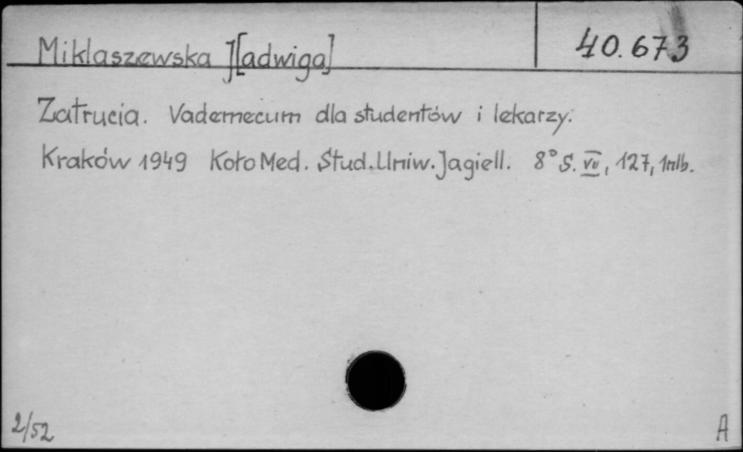 Miklaszewska J[adwiga]
40.673
Zatrucia. Vademecum dla studentów i lekarzy.
Kraków 1949 Koło Med. Stud. Uniw. Jagiell. 8° S. VII, 127, 1nlb.
2/52
A